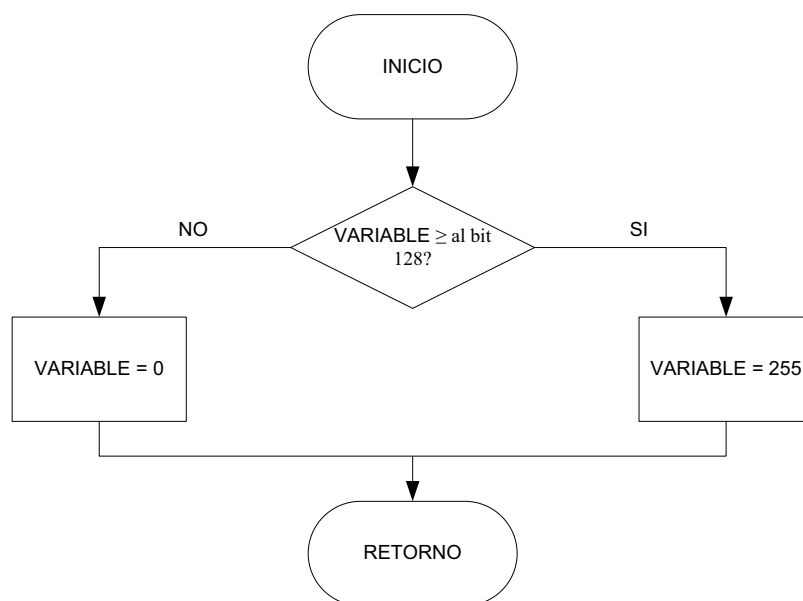 INICIO
NO
VARIABLE ≥ al bit
128?
SI
VARIABLE = 0
VARIABLE = 255
RETORNO